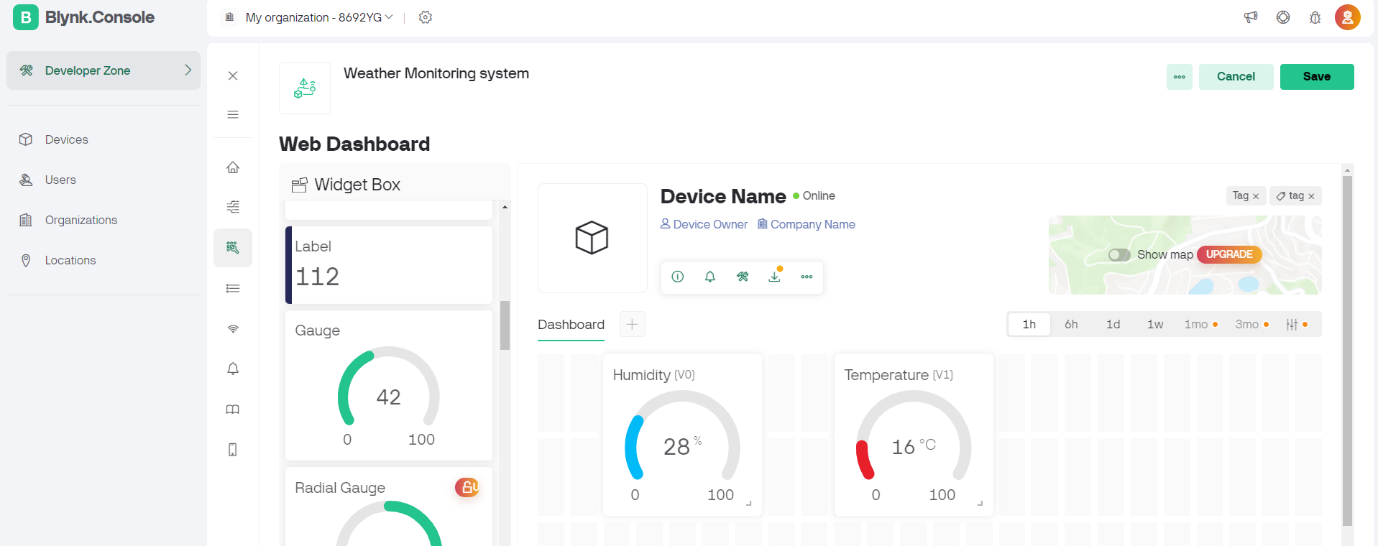 B Blynk.Console
My organization - 8692YG
Developer Zone
Devices
Users
Organizations
Locations
Weather Monitoring system
Cancel
Save
Web Dashboard
Widget Box
Label
112
Gauge
42
0 100
Radial Gauge
Device Name Online
Device Owner Company Name
Tag × tag ×
Show map UPGRADE
Dashboard
1h 6h 1d 1w 1mo 3mo
Humidity (V0)
28 %
0 100
Temperature (V1)
16 °C
0 100